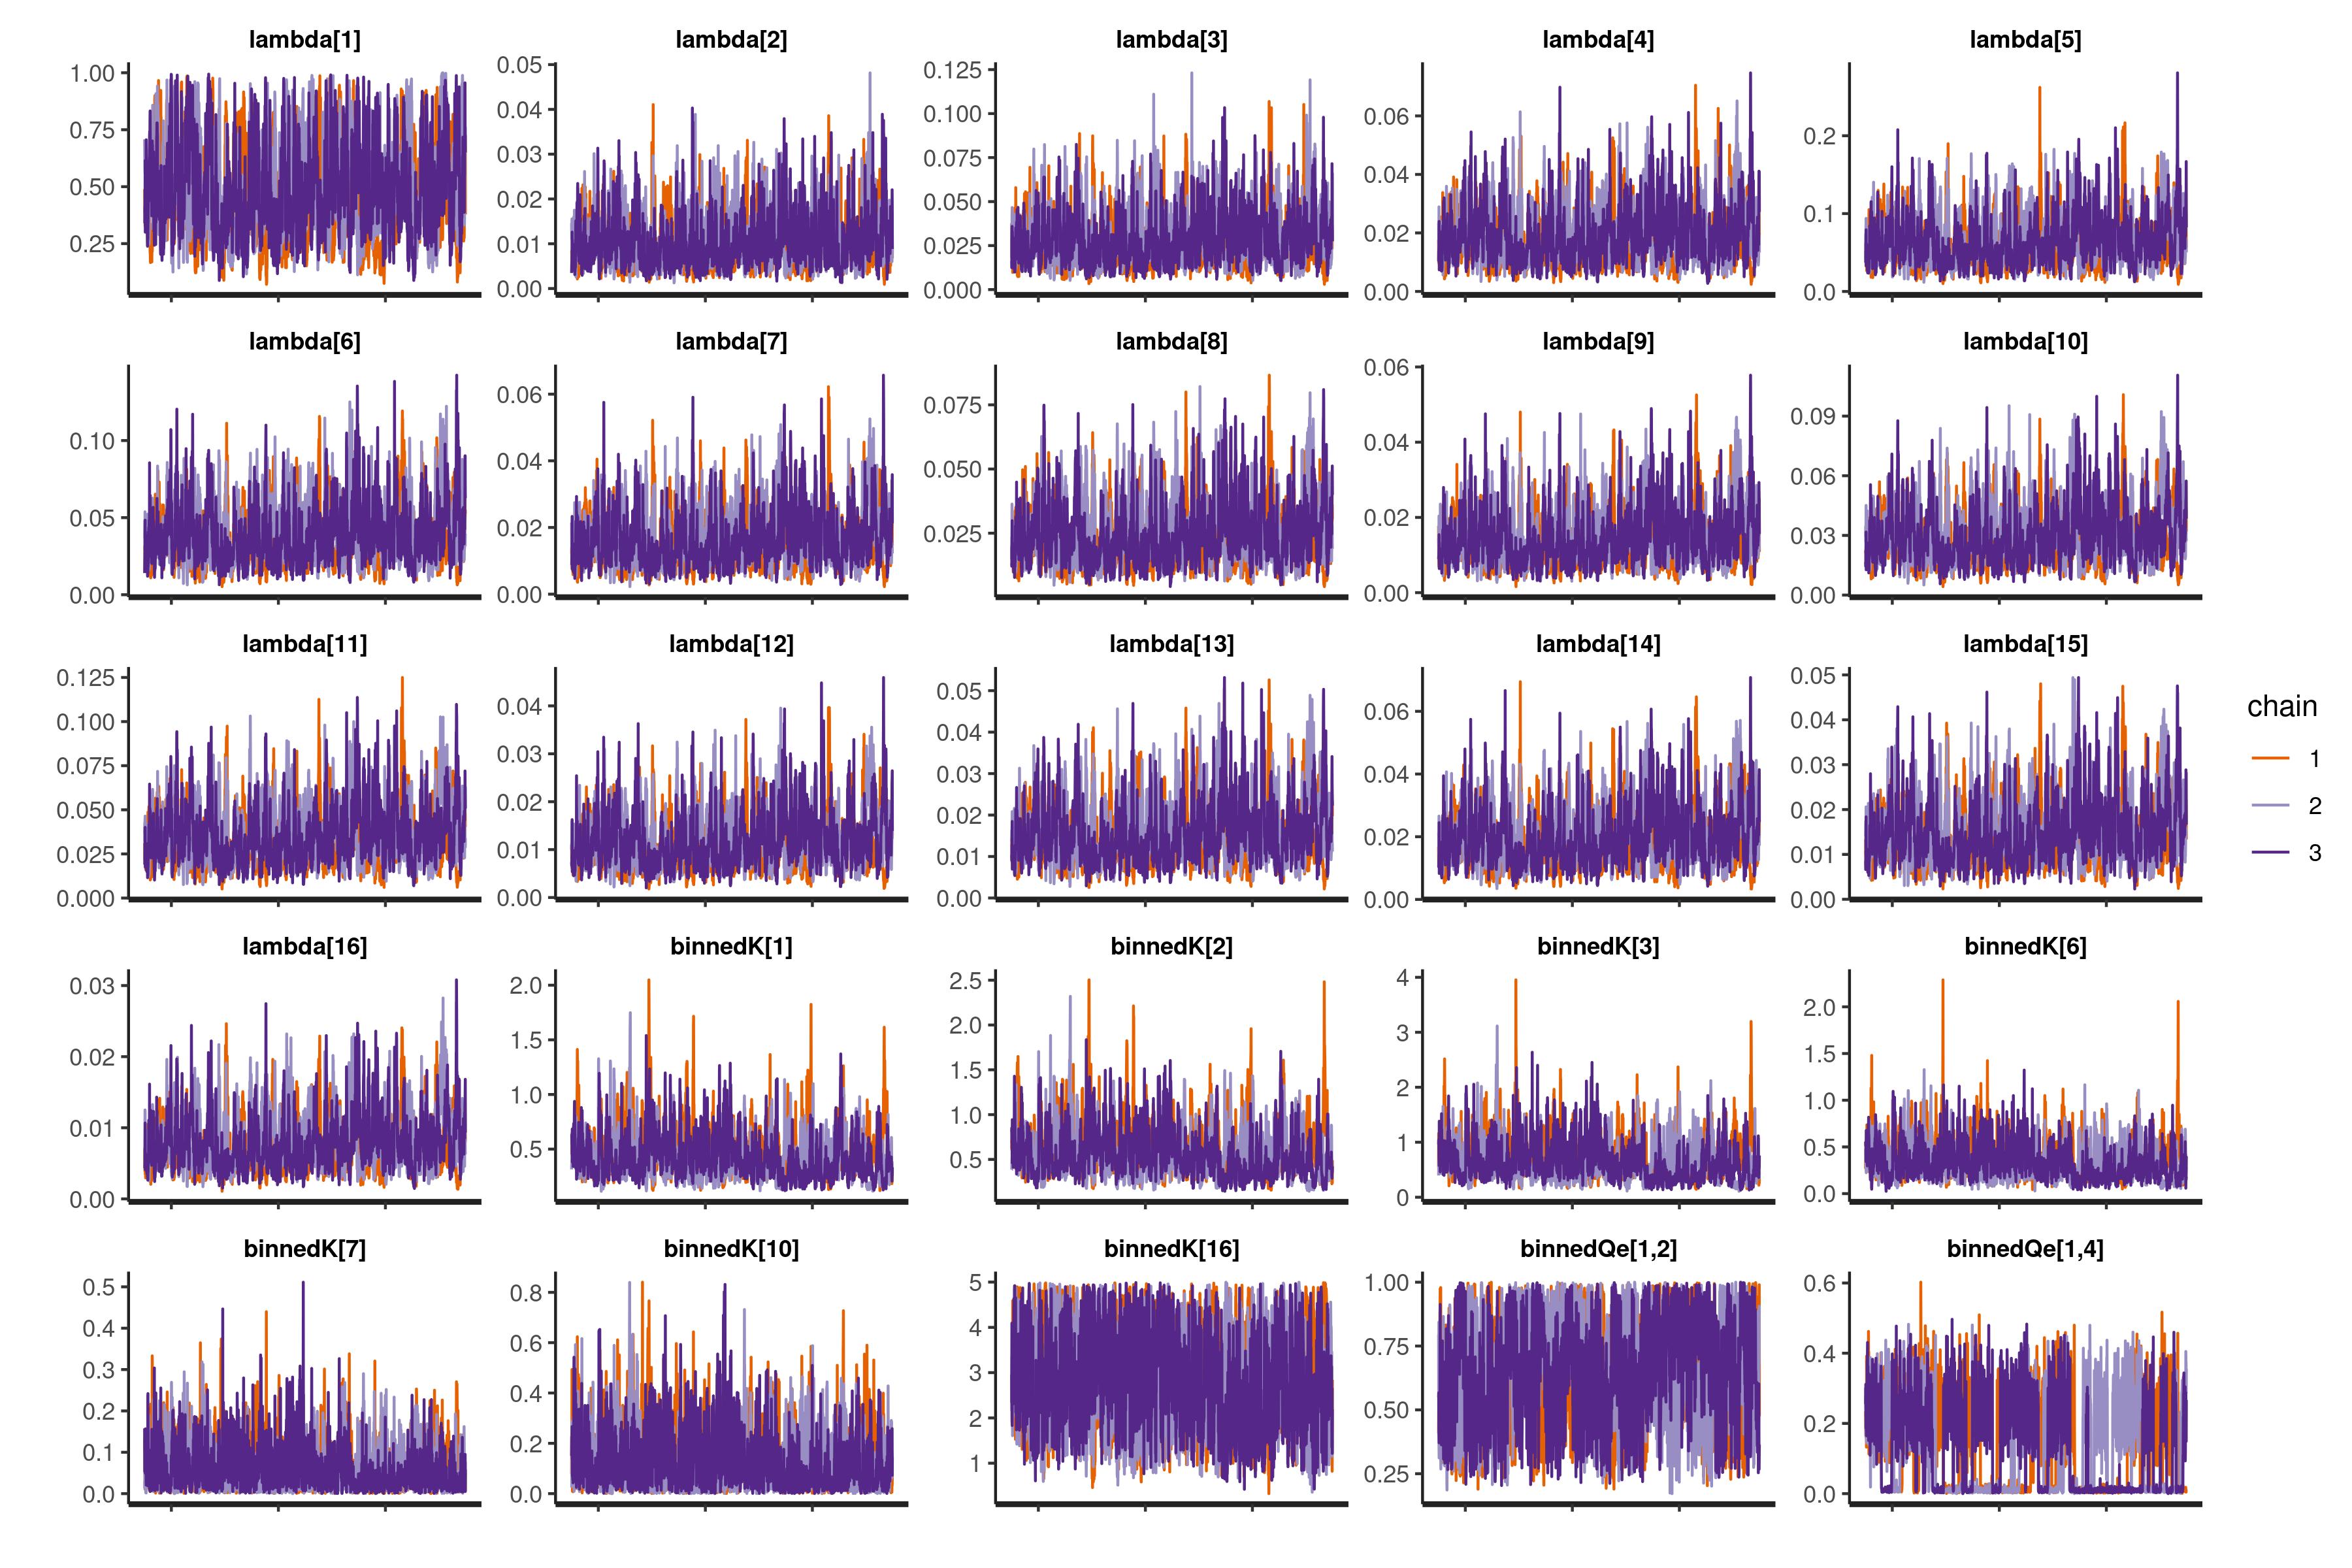 lambda[1] lambda[2] lambda[3] lambda[4] lambda[5]
1.00 0.75 0.50 0.25
0.05 0.04 0.03 0.02 0.01 0.00
0.125 0.100 0.075 0.050 0.025 0.000
0.06 0.04 0.02 0.00
0.2 0.1 0.0
lambda[6] lambda[7] lambda[8] lambda[9] lambda[10]
0.10 0.05 0.00
0.06 0.04 0.02 0.00
0.075 0.050 0.025
0.06 0.04 0.02 0.00
0.09 0.06 0.03 0.00
lambda[11] lambda[12] lambda[13] lambda[14] lambda[15]
0.125 0.100 0.075 0.050 0.025 0.000
0.04 0.03 0.02 0.01 0.00
0.05 0.04 0.03 0.02 0.01 0.00
0.06 0.04 0.02 0.00
0.05 0.04 0.03 0.02 0.01 0.00
lambda[16] binnedK[1] binnedK[2] binnedK[3] binnedK[6]
0.03 0.02 0.01 0.00
2.0 1.5 1.0 0.5
2.5 2.0 1.5 1.0 0.5
4 3 2 1 0
2.0 1.5 1.0 0.5 0.0
binnedK[7] binnedK[10] binnedK[16] binnedQe[1,2] binnedQe[1,4]
0.5 0.4 0.3 0.2 0.1 0.0
0.8 0.6 0.4 0.2 0.0
5 4 3 2 1
1.00 0.75 0.50 0.25
0.6 0.4 0.2 0.0
chain
1
2
3